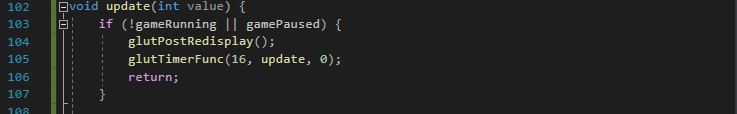 102 void update(int value) {
103 if (!gameRunning || gamePaused) {
104 glutPostRedisplay();
105 glutTimerFunc(16, update, 0);
106 return;
107 }
108